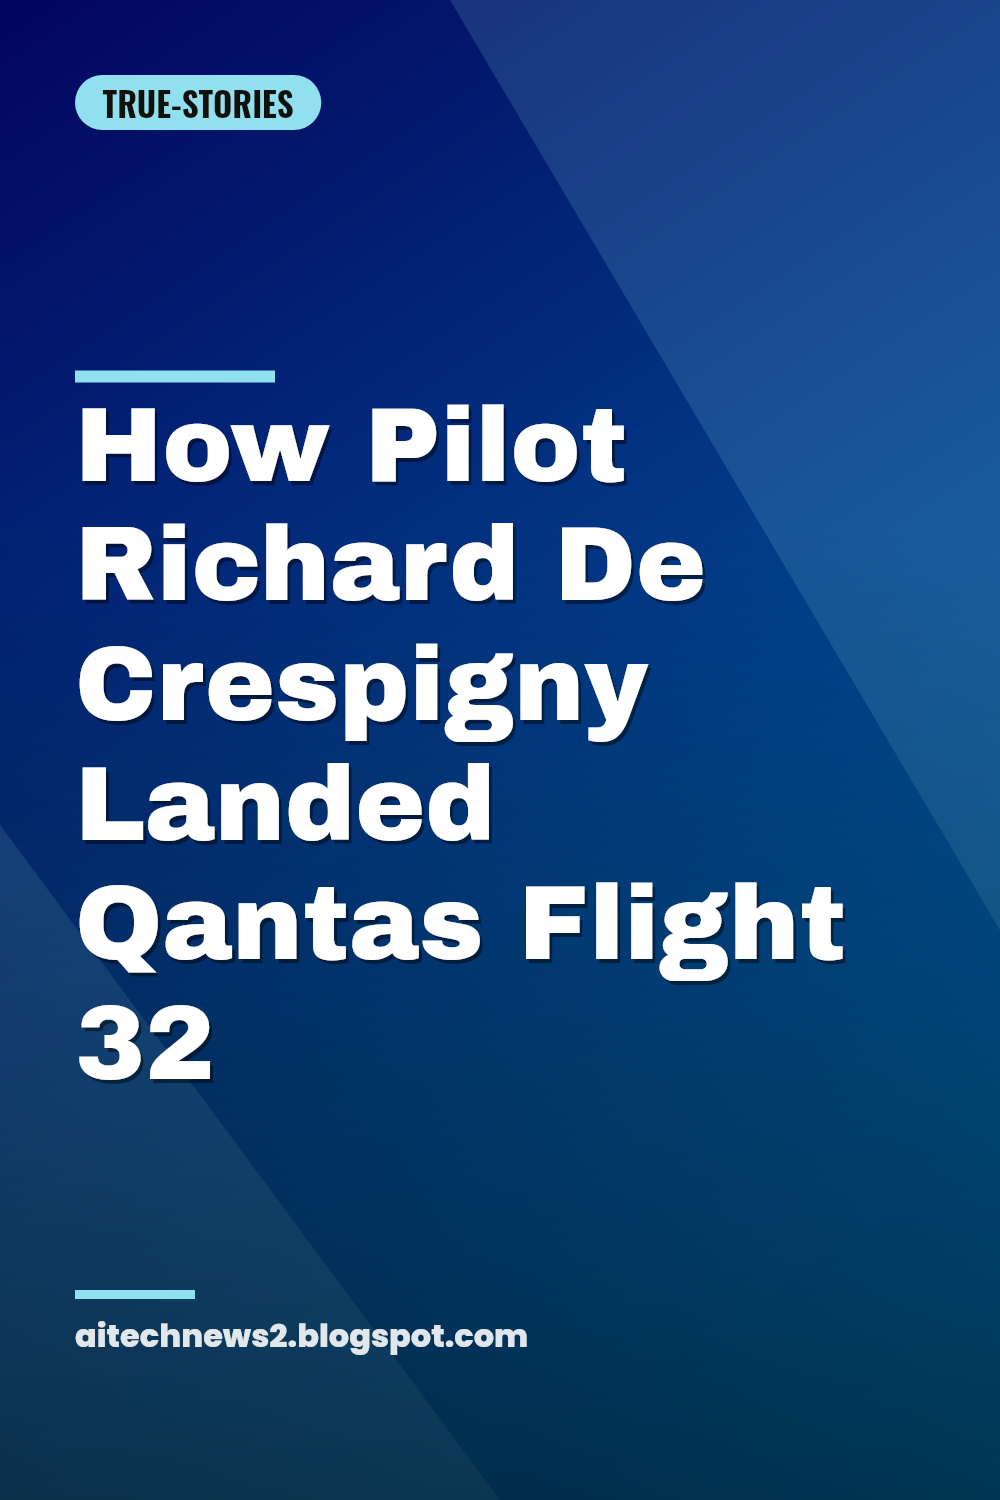 TRUE-STORIES
How Pilot
Richard De
Crespigny
Landed
Qantas Flight
32
aitechnews2.blogspot.com